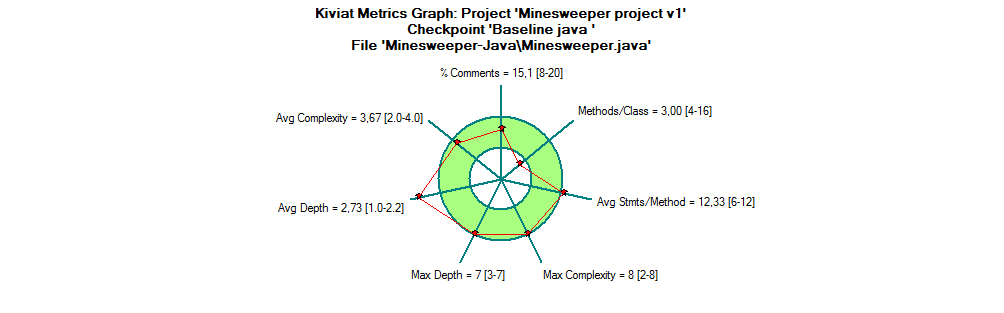 Kiviat Metrics Graph: Project 'Minesweeper project v1'
Checkpoint 'Baseline java '
File 'Minesweeper-Java\Minesweeper.java'
% Comments = 15,1 [8-20]
Methods/Class = 3,00 [4-16]
Avg Complexity = 3,67 [2.0-4.0]
Avg Stmts/Method = 12,33 [6-12]
Avg Depth = 2,73 [1.0-2.2]
Max Depth = 7 [3-7]
Max Complexity = 8 [2-8]